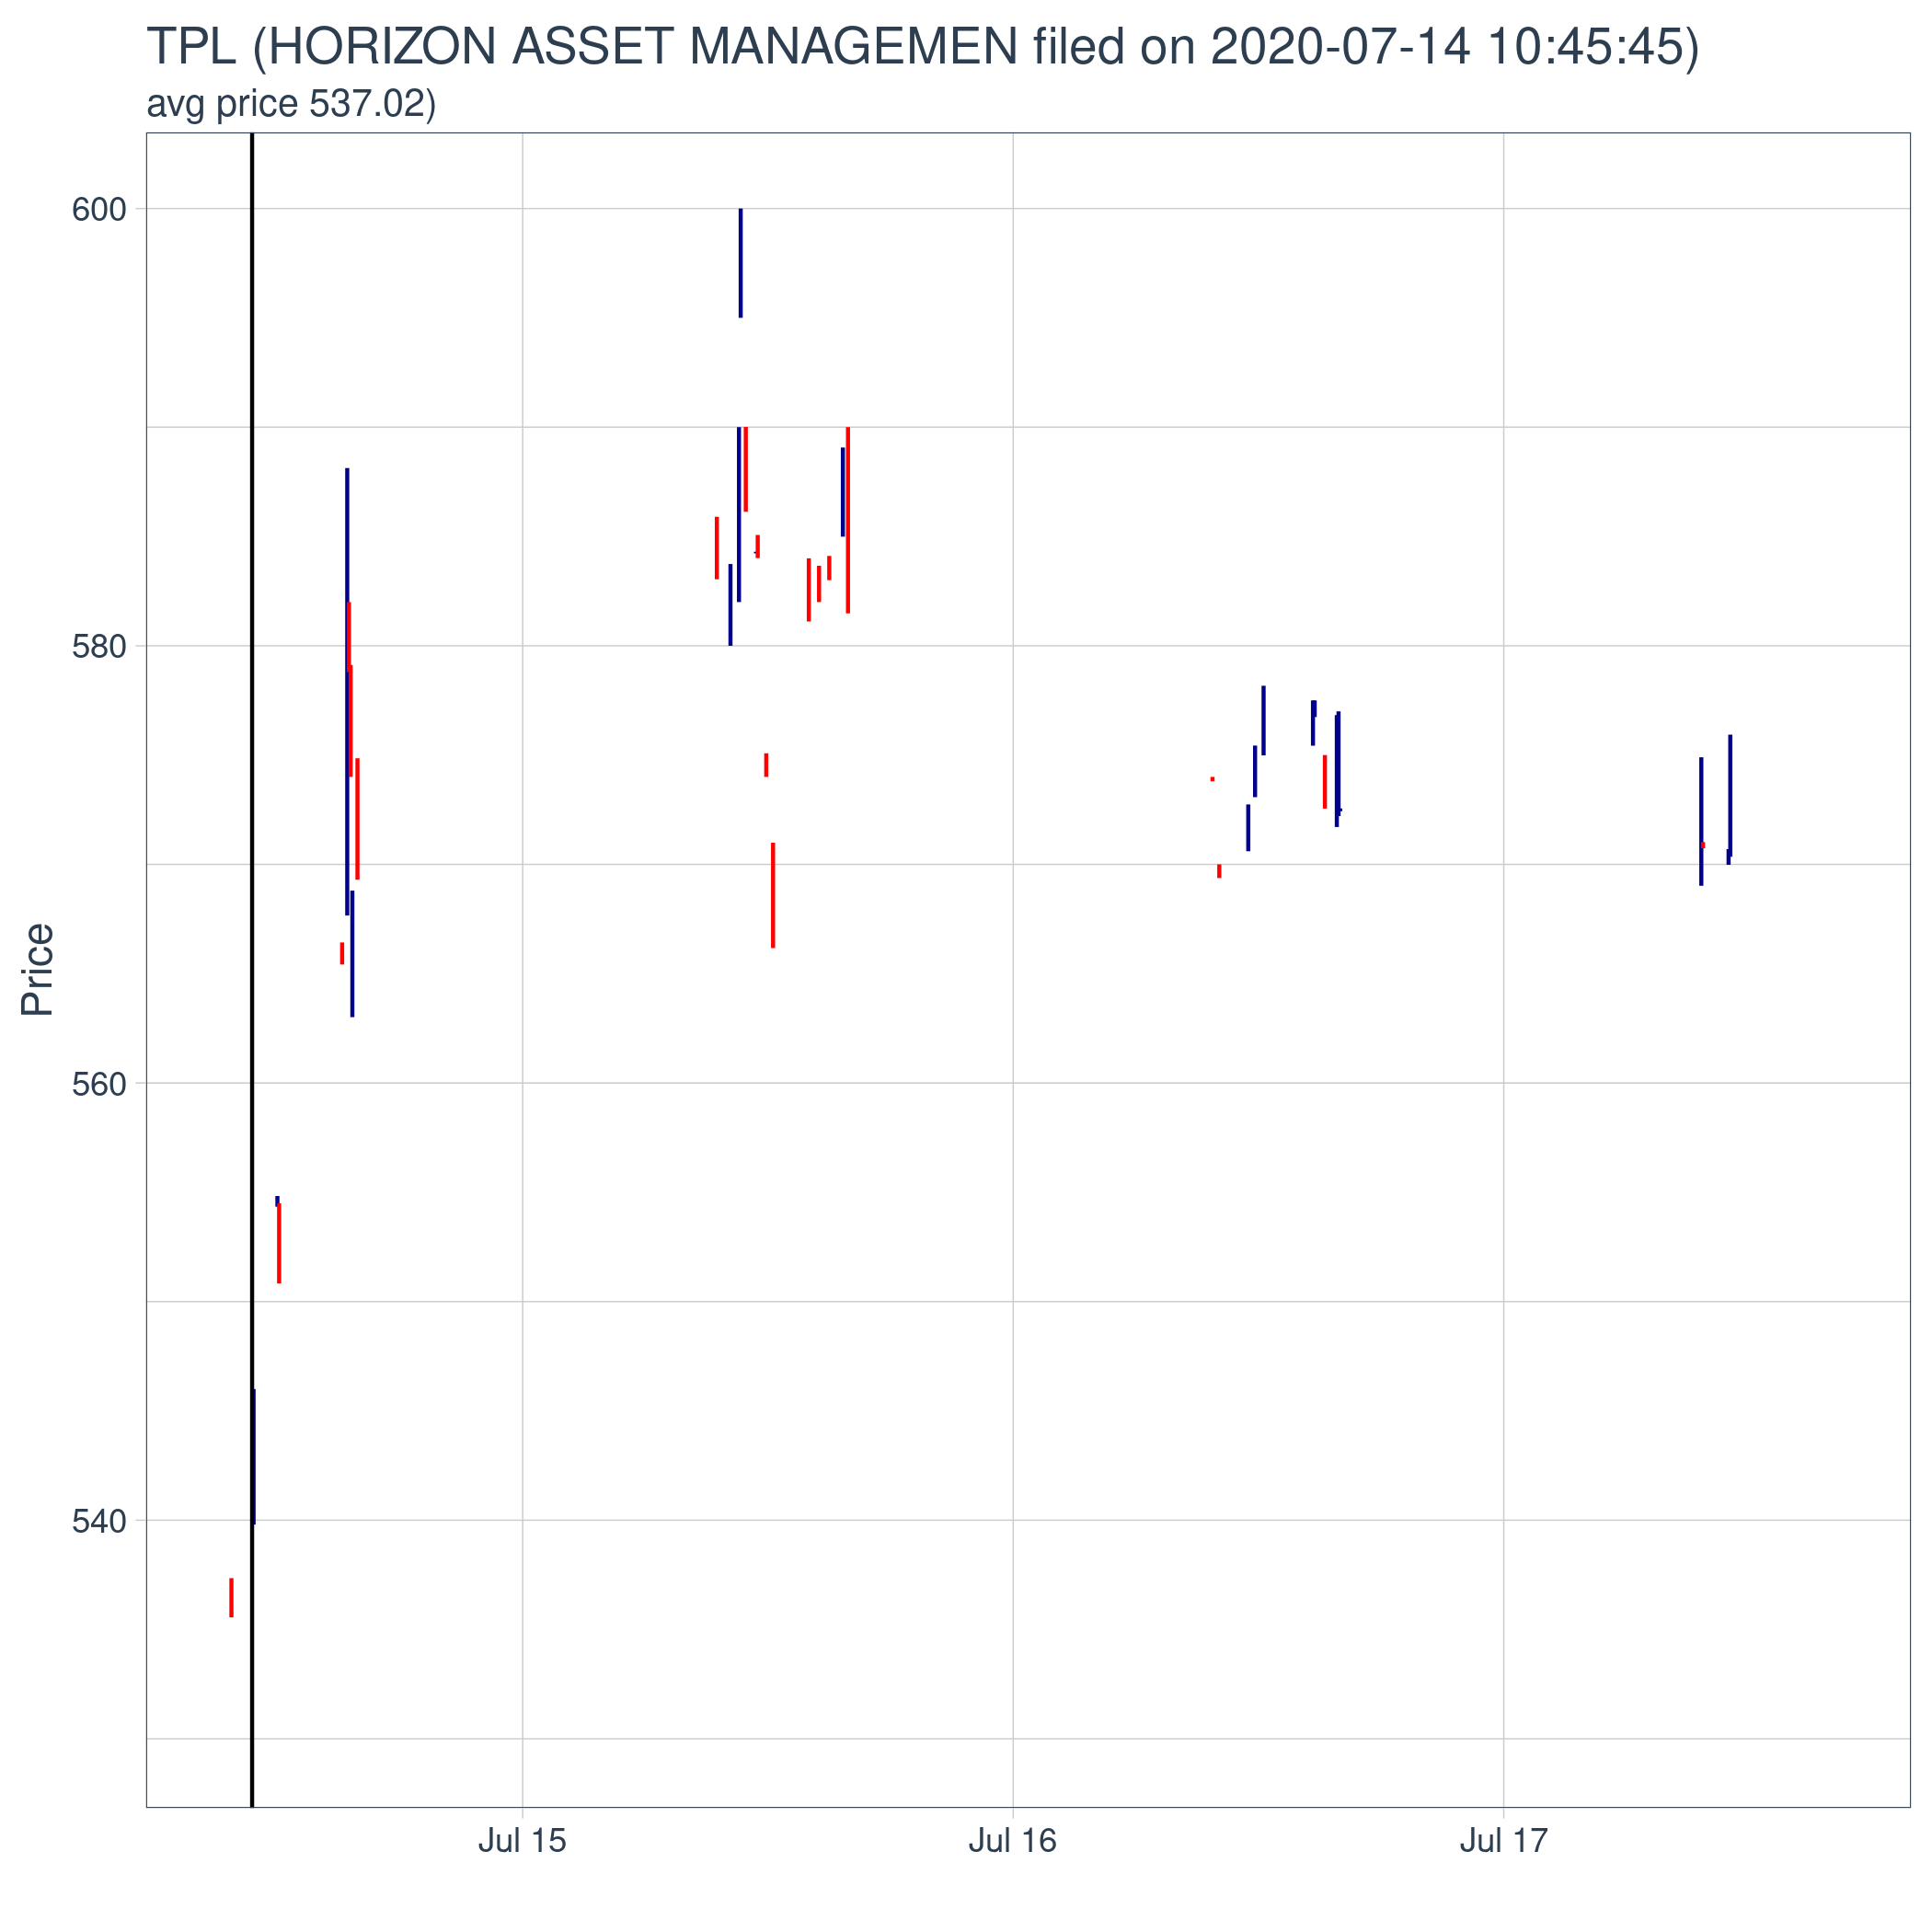 TPL (HORIZON ASSET MANAGEMEN filed on 2020-07-14 10:45:45)
avg price 537.02)
600
580
560
540
Price
Jul 15
Jul 16
Jul 17